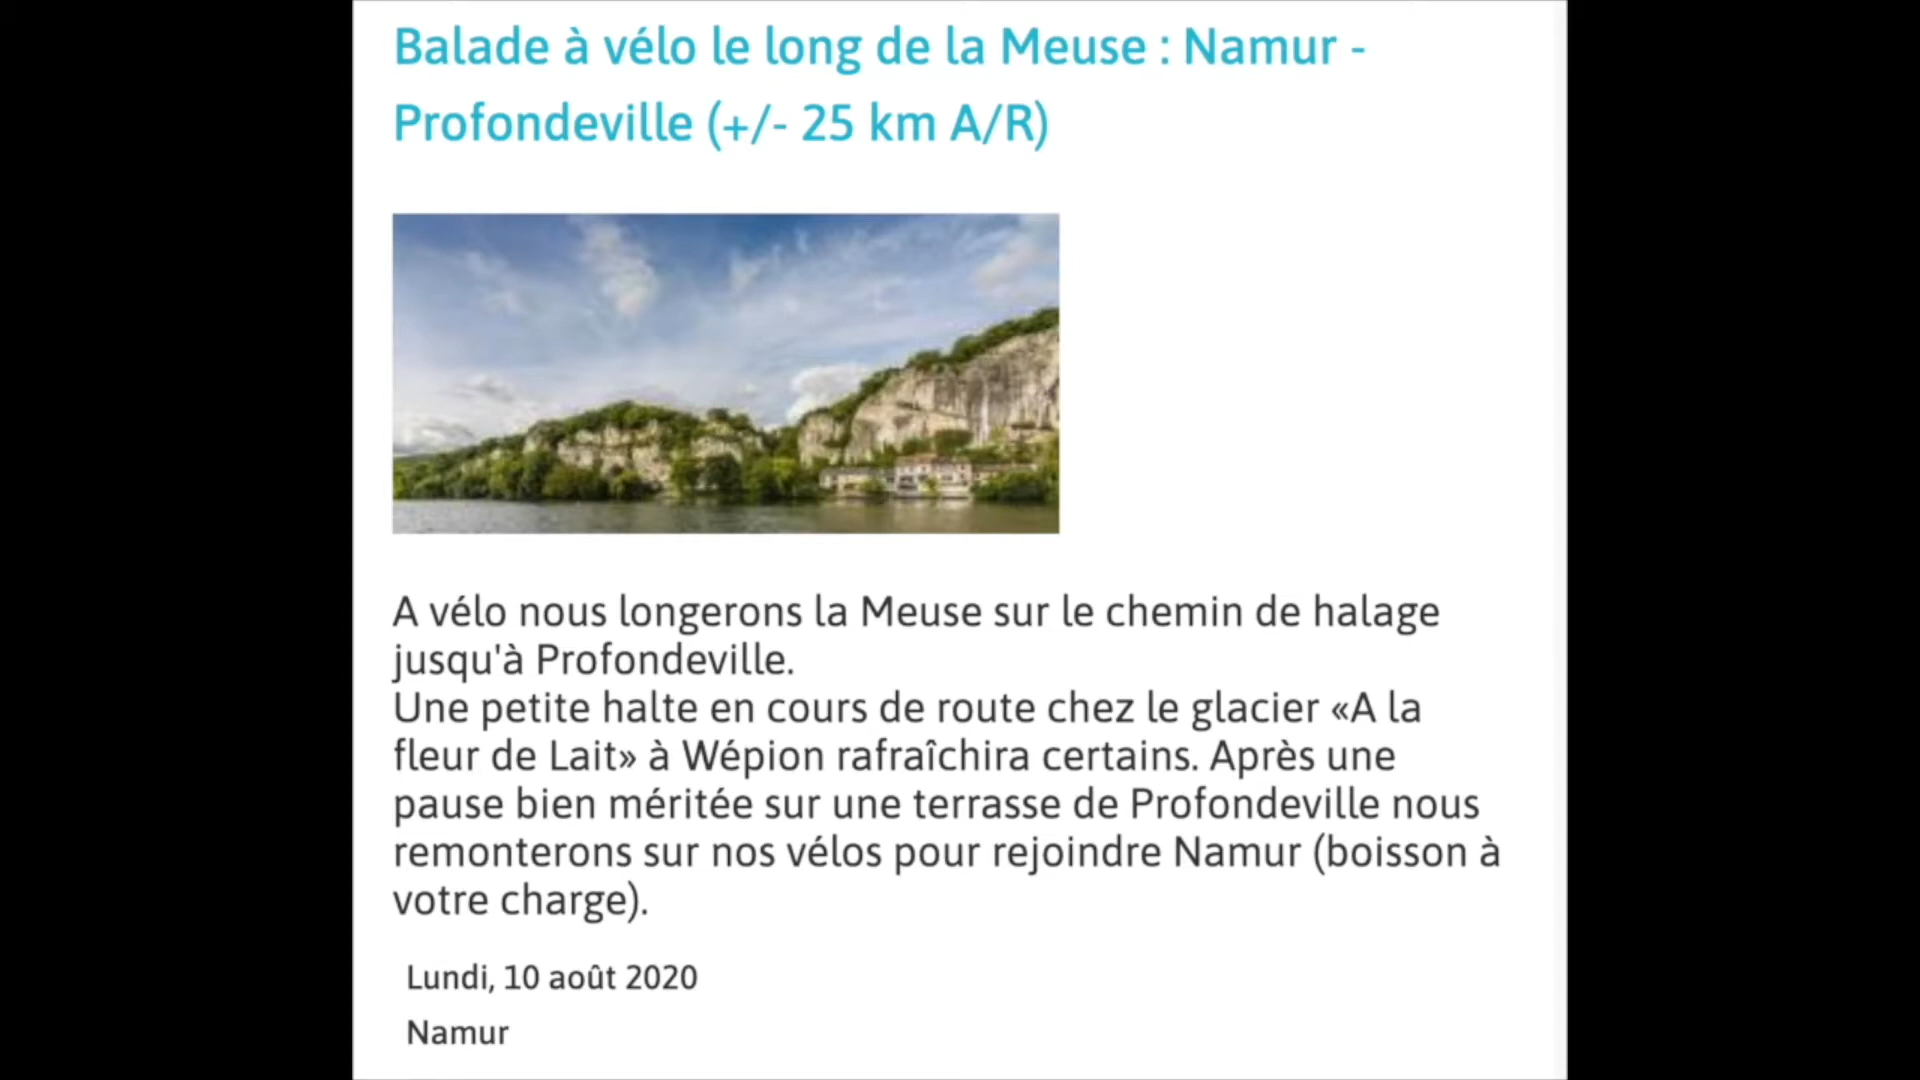 Balade à vélo le long de la Meuse : Namur -
Profondeville (+/- 25 km A/R)
A vélo nous longerons la Meuse sur le chemin de halage
jusqu'à Profondeville.
Une petite halte en cours de route chez le glacier «A la
fleur de Lait» à Wépion rafraîchira certains. Après une
pause bien méritée sur une terrasse de Profondeville nous
remonterons sur nos vélos pour rejoindre Namur (boisson à
votre charge).
Lundi, 10 août 2020
Namur